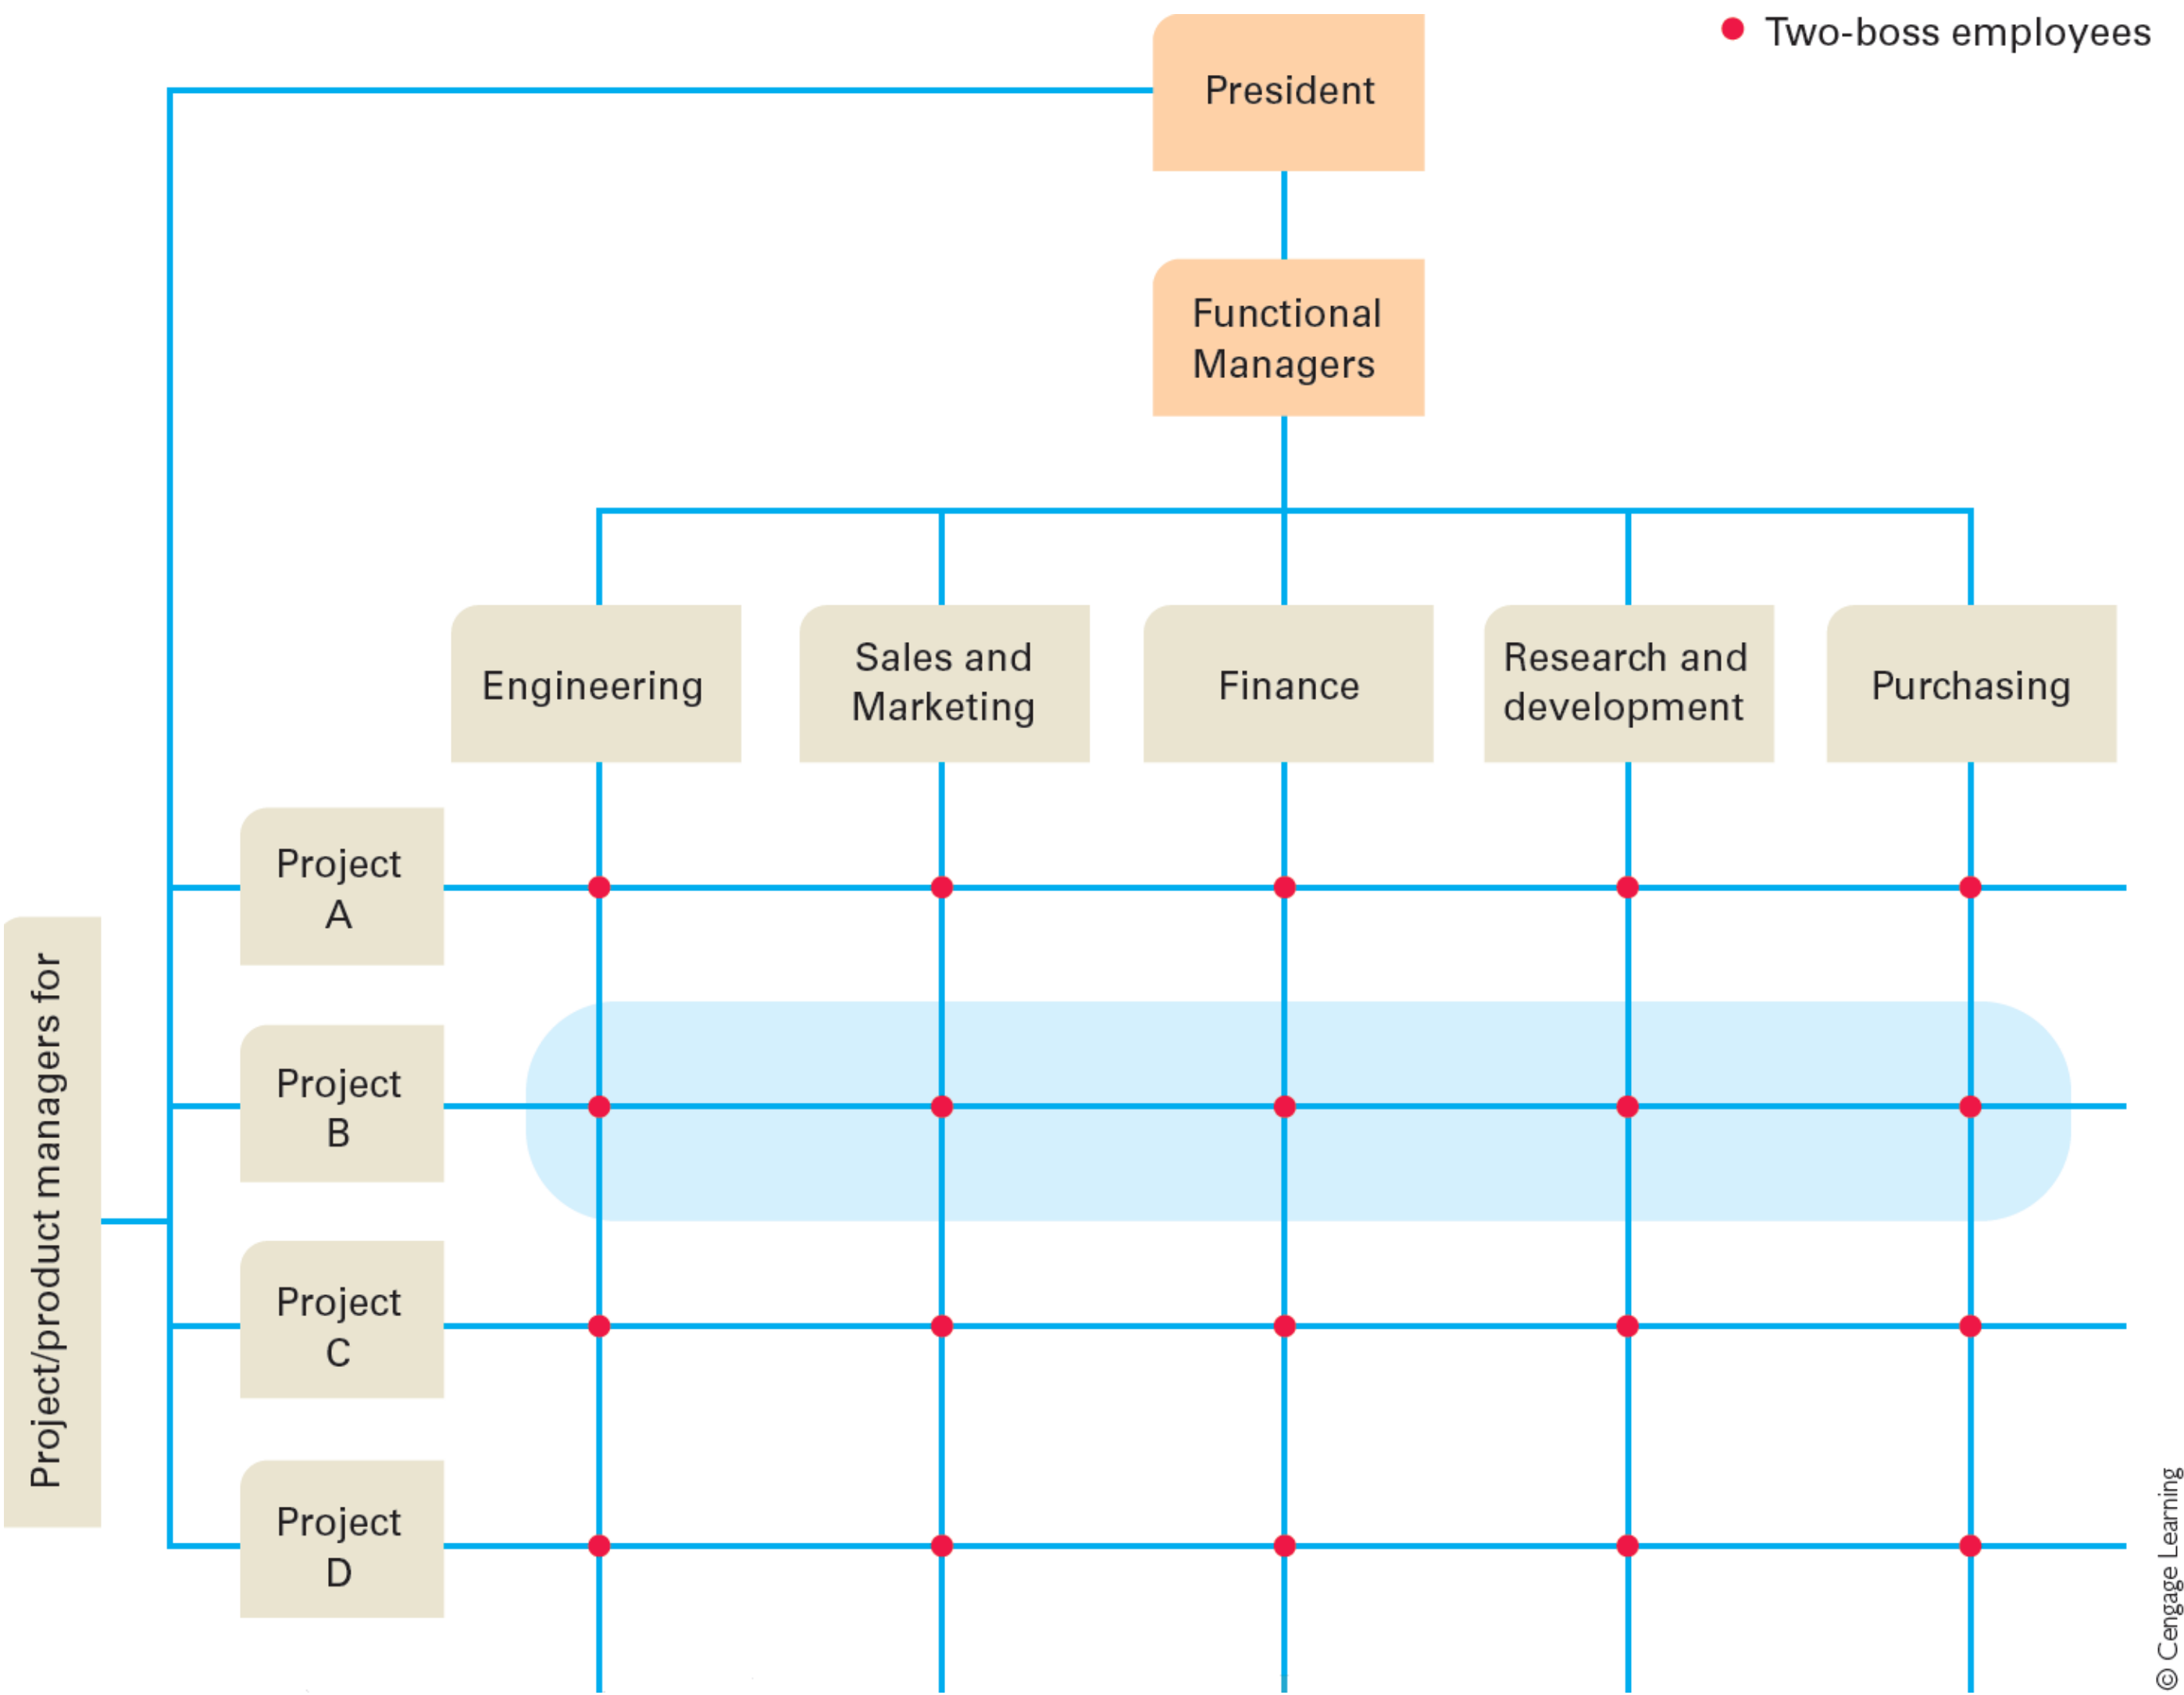 Two-boss employees
President
Functional
Managers
Engineering
Sales and
Marketing
Finance
Research and
development
Purchasing
Project/product managers for
Project
A
Project
B
Project
C
Project
D
© Cengage Learning